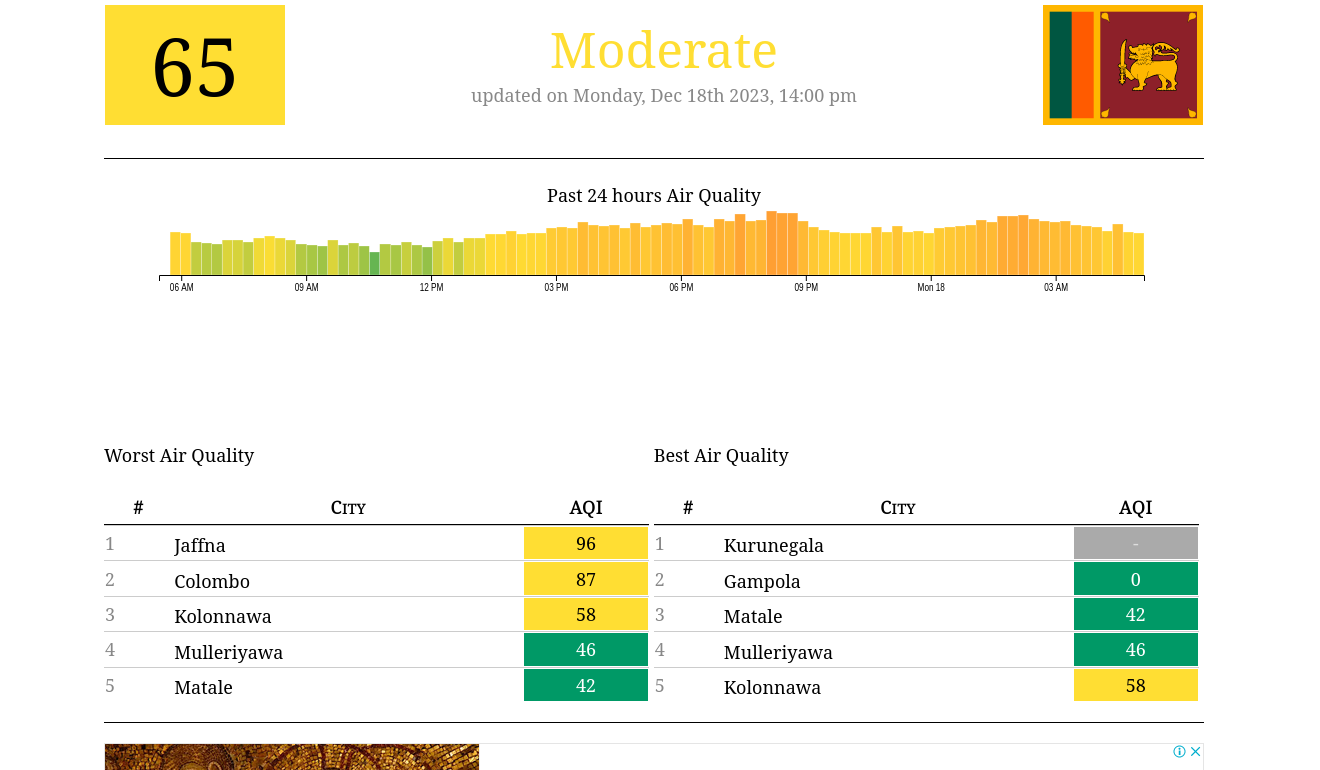 65
Moderate
updated on Monday, Dec 18th 2023, 14:00 pm
Past 24 hours Air Quality
06 AM 09 AM 12 PM 03 PM 06 PM 09 PM Mon 18 03 AM
Worst Air Quality
# City AQI
1 Jaffna 96
2 Colombo 87
3 Kolonnawa 58
4 Mulleriyawa 46
5 Matale 42
Best Air Quality
# City AQI
1 Kurunegala -
2 Gampola 0
3 Matale 42
4 Mulleriyawa 46
5 Kolonnawa 58